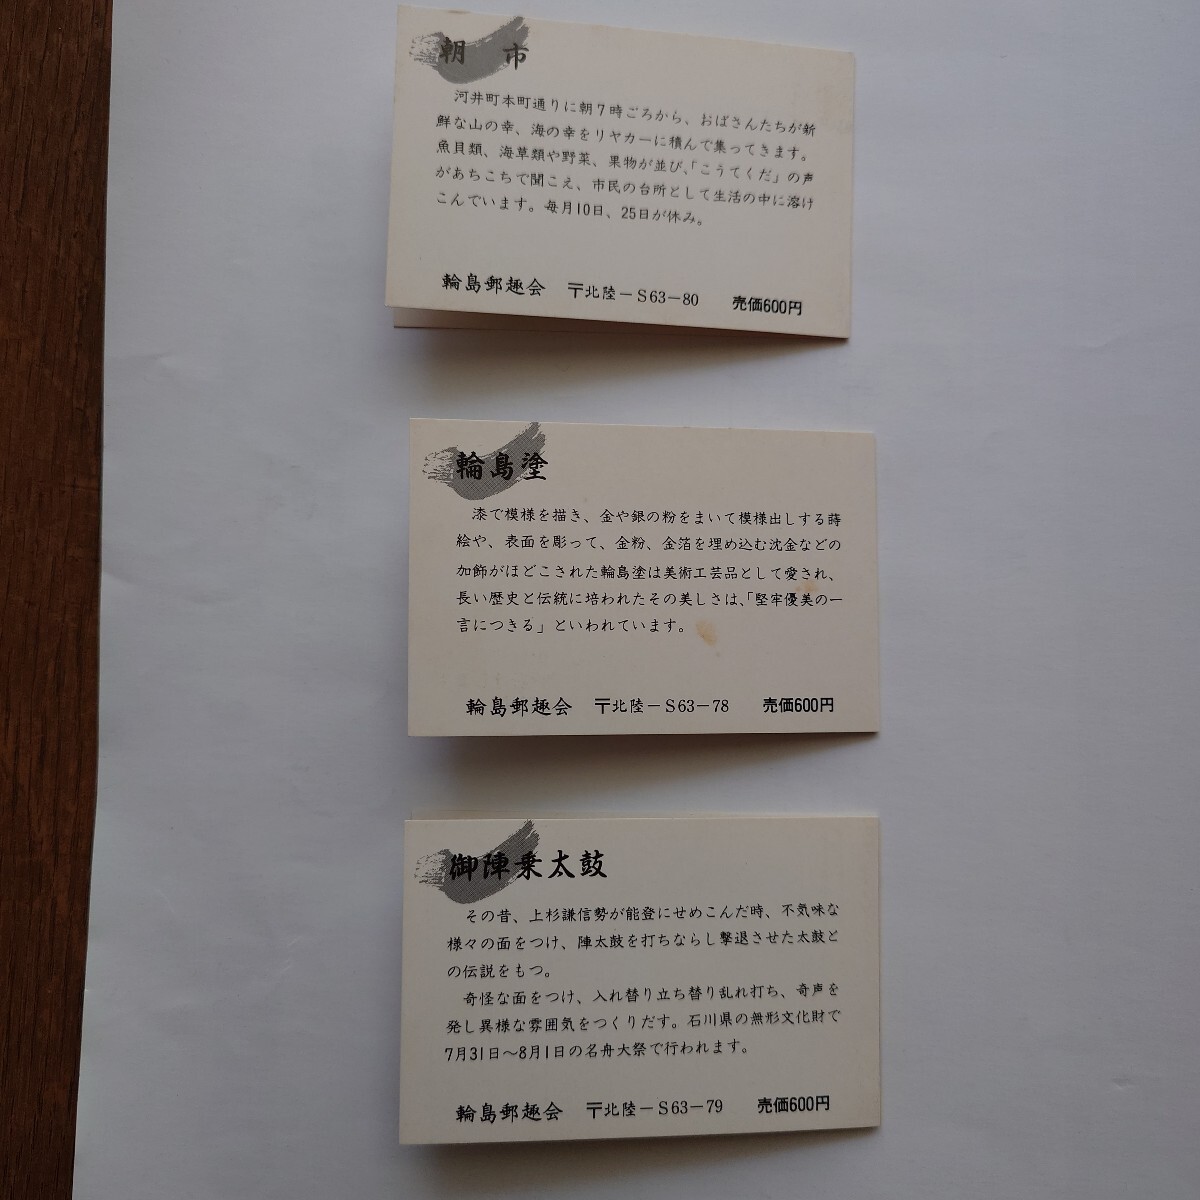 朝市
河井町本町通りに朝7時ごろから、おばさんたちが新
鮮な山の幸、海の幸をリヤカーに積んで集ってきます。
魚貝類、海草類や野菜、果物が並び、「こうてくだ」の声
があちこちで聞こえ、市民の台所として生活の中に溶け
こんでいます。毎月10日、25日が休み。
輪島郵趣会 〒北陸－S63－80 売価600円
輪島塗
漆で模様を描き、金や銀の粉をまいて模様出しする蒔
絵や、表面を彫って、金粉、金箔を埋め込む沈金などの
加飾がほどこされた輪島塗は美術工芸品として愛され、
長い歴史と伝統に培われたその美しさは、「堅牢優美の一
言につきる」といわれています。
輪島郵趣会 〒北陸－S63－78 売価600円
御陣乗太鼓
その昔、上杉謙信勢が能登にせめこんだ時、不気味な
様々の面をつけ、陣太鼓を打ちならし撃退させた太鼓と
の伝説をもつ。
奇怪な面をつけ、入れ替り立ち替り乱れ打ち、奇声を
発し異様な雰囲気をつくりだす。石川県の無形文化財で
7月31日～8月1日の名舟大祭で行われます。
輪島郵趣会 〒北陸－S63－79 売価600円